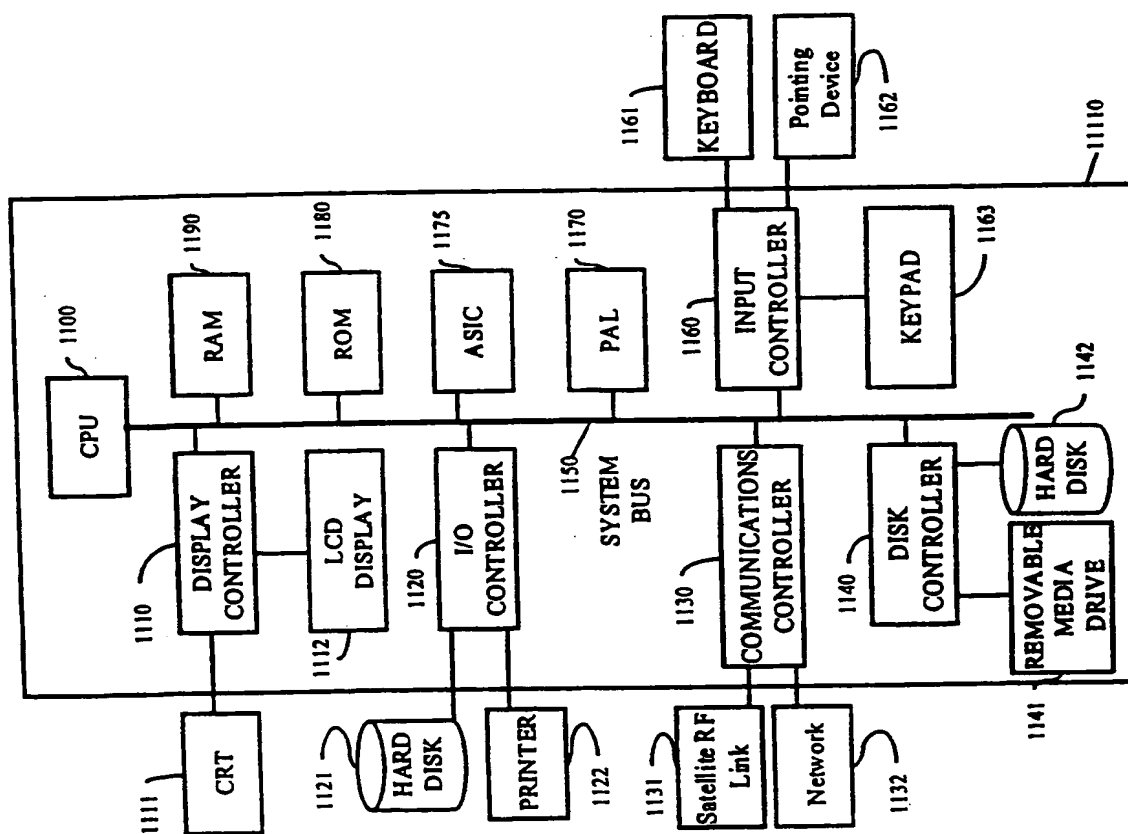 CPU
1100
RAM
1190
ROM
1180
ASIC
1175
PAL
1170
INPUT
CONTROLLER
1160
KEYBOARD
1161
Pointing
Device
1162
KEYPAD
1163
11110
1110
DISPLAY
CONTROLLER
CRT
1111
LCD
DISPLAY
1112
1120
I/O
CONTROLLER
1121
HARD
DISK
PRINTER
1122
1150
SYSTEM
BUS
1130
COMMUNICATIONS
CONTROLLER
1131
Satellite RF
Link
Network
1132
1140
DISK
CONTROLLER
REMOVABLE
MEDIA
DRIVE
1141
HARD
DISK
1142